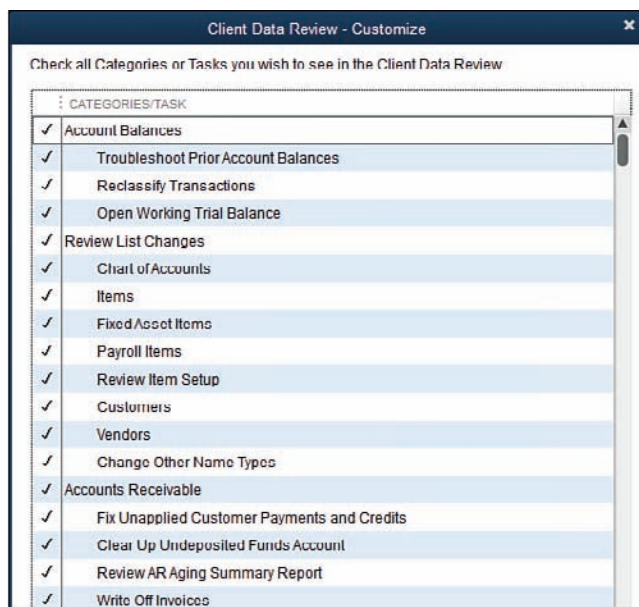 Client Data Review - Customize
Check all Categories or Tasks you wish to see in the Client Data Review
CATEGORIES/TASK
Account Balances
Troubleshoot Prior Account Balances
Reclassify Transactions
Open Working Trial Balance
Review List Changes
Chart of Accounts
Items
Fixed Asset Items
Payroll Items
Review Item Setup
Customers
Vendors
Change Other Name Types
Accounts Receivable
Fix Unapplied Customer Payments and Credits
Clear Up Undeposited Funds Account
Review AR Aging Summary Report
Write Off Invoices